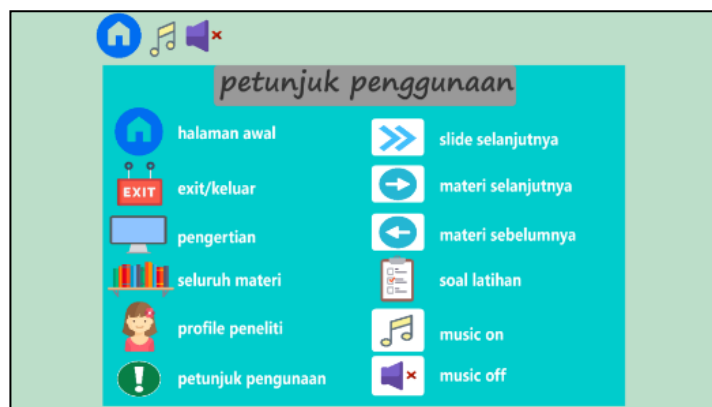 petunjuk penggunaan
halaman awal
EXIT
exit/keluar
pengertian
seluruh materi
profile peneliti
petunjuk pengunaan
slide selanjutnya
materi selanjutnya
materi sebelumnya
soal latihan
music on
music off